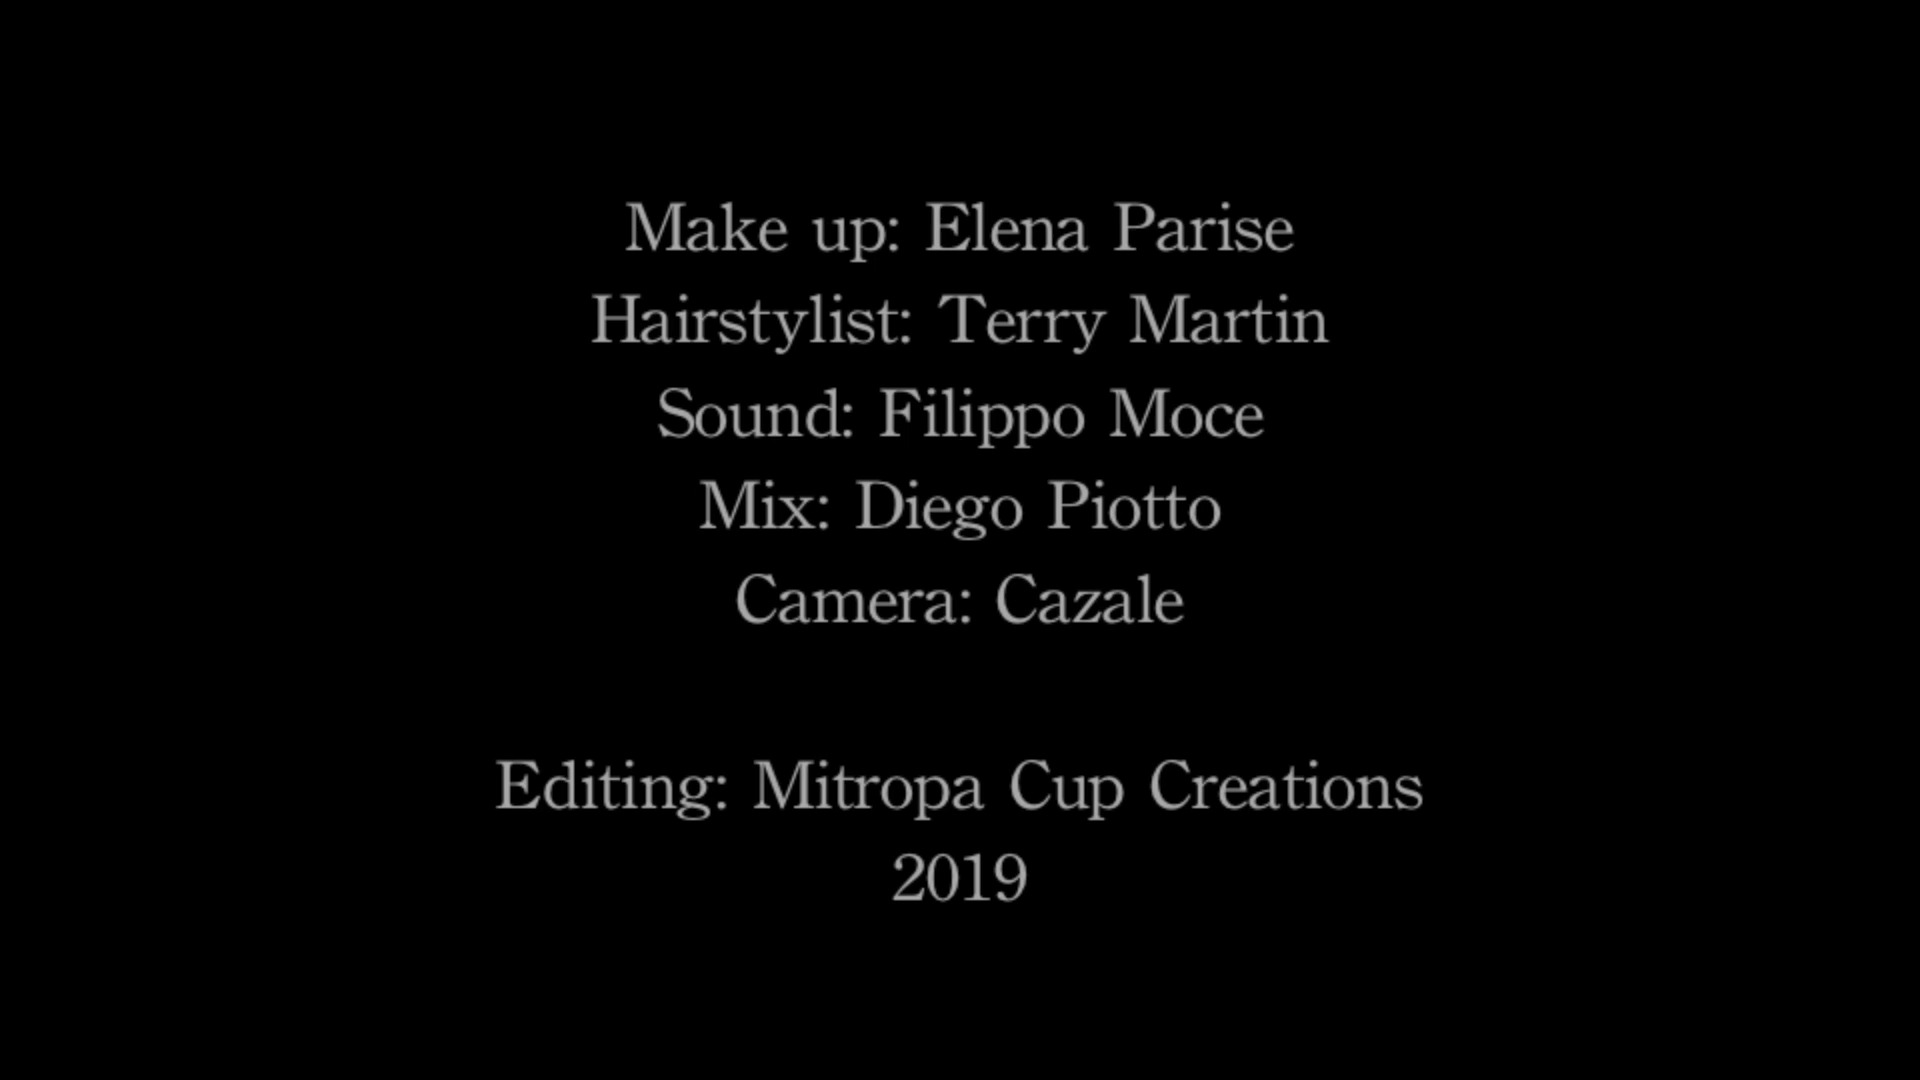 Make up: Elena Parise
Hairstylist: Terry Martin
Sound: Filippo Moce
Mix: Diego Piotto
Camera: Cazale
Editing: Mitropa Cup Creations
2019